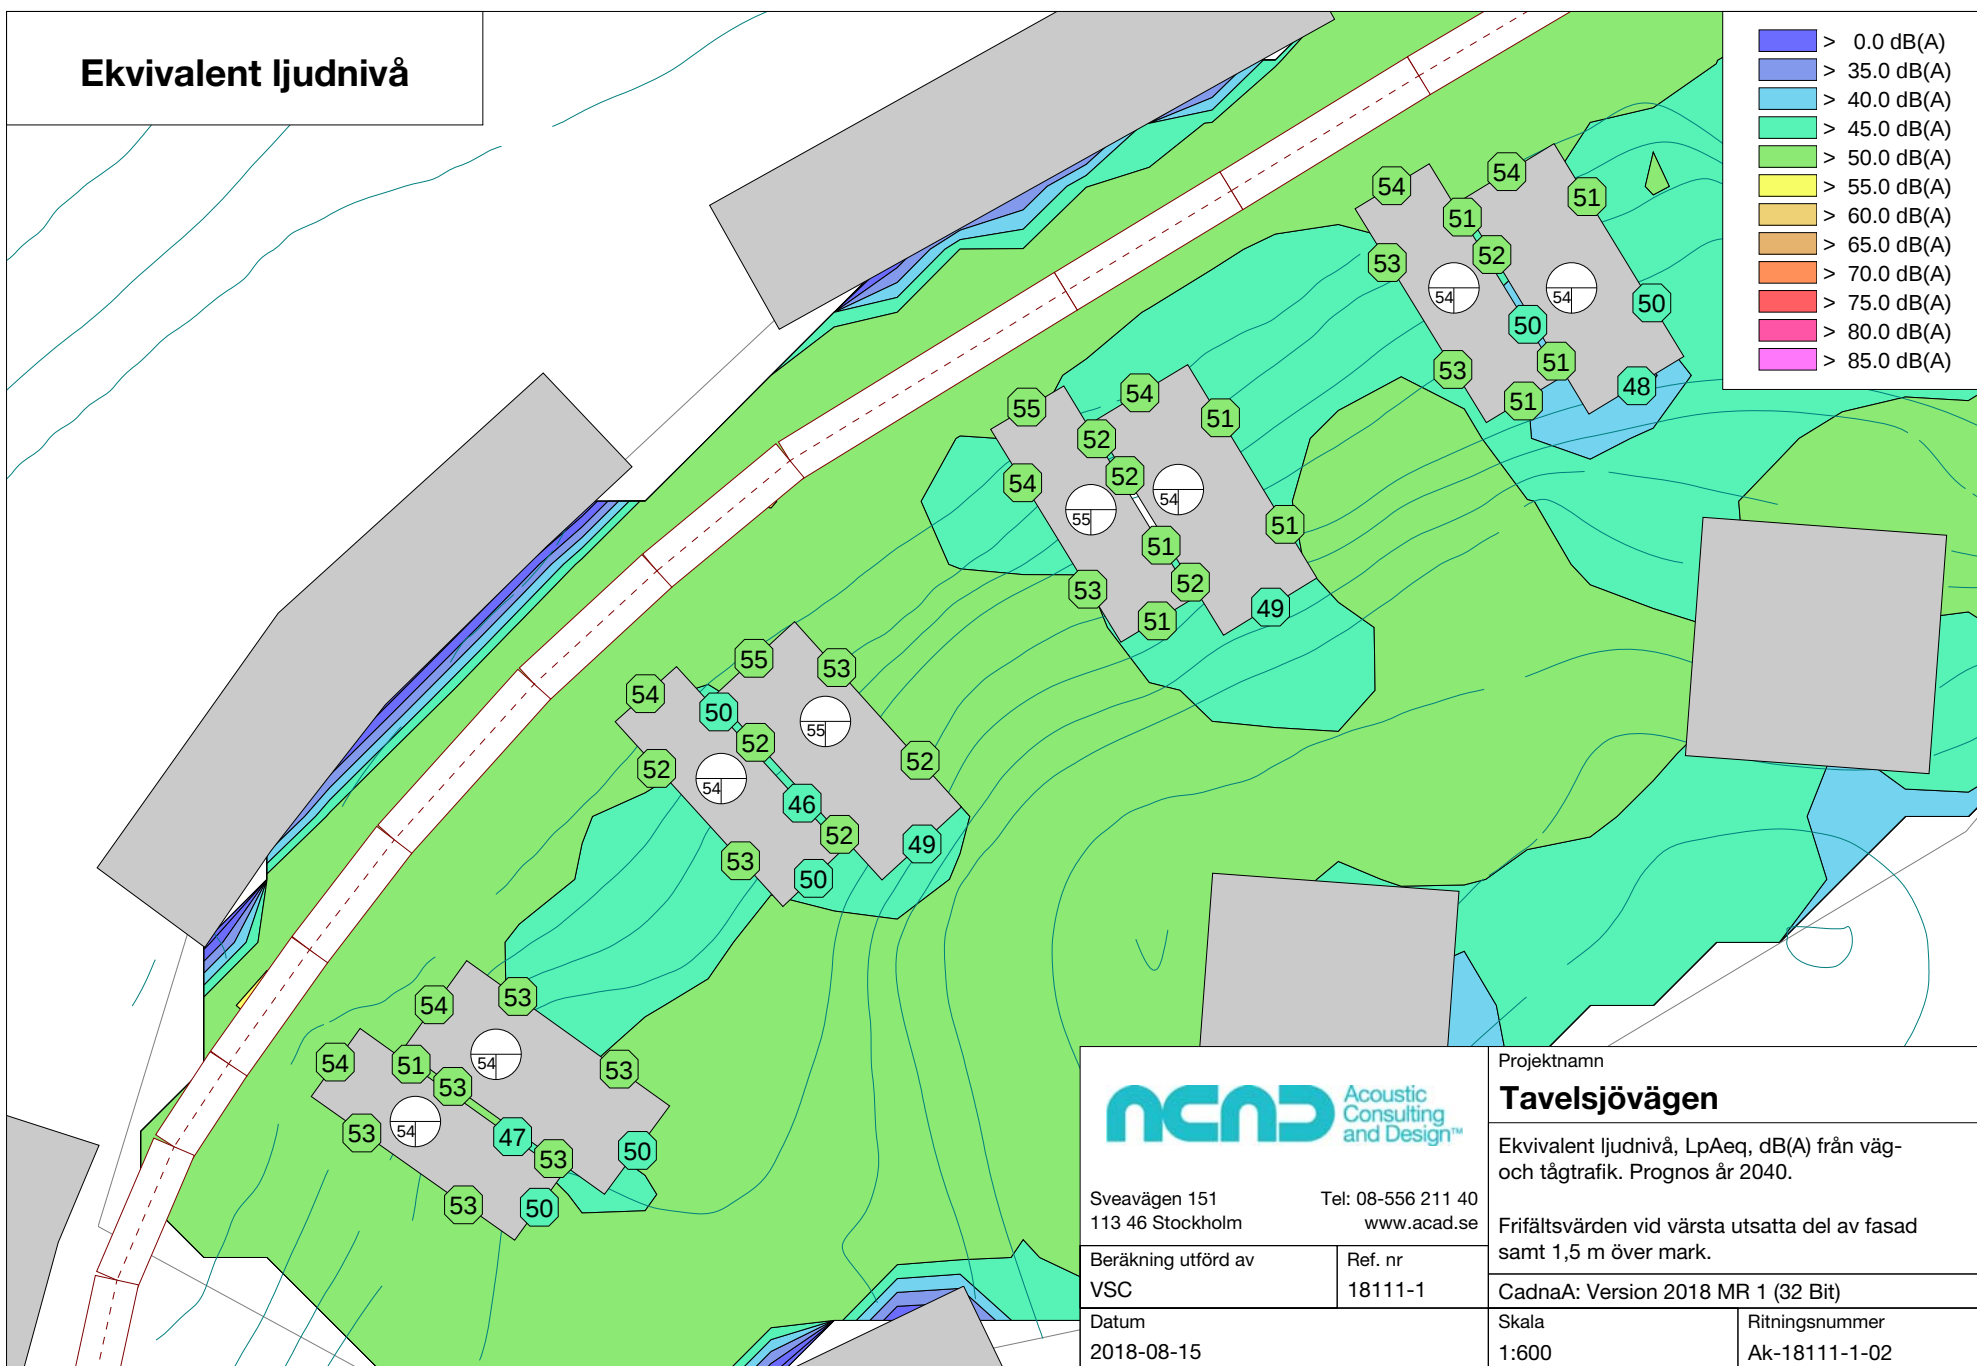 Ekvivalent ljudnivå
> 0.0 dB(A)
> 35.0 dB(A)
> 40.0 dB(A)
> 45.0 dB(A)
> 50.0 dB(A)
> 55.0 dB(A)
> 60.0 dB(A)
> 65.0 dB(A)
> 70.0 dB(A)
> 75.0 dB(A)
> 80.0 dB(A)
> 85.0 dB(A)
54
54
51
51
53
52
54
54
50
50
53
51
51
48
55
54
51
52
54
52
54
55
51
51
53
52
51
49
55
53
54
50
55
52
52
52
54
46
52
53
49
50
53
54
54
51
54
53
53
53
54
47
53
50
53
50
ACAD
Acoustic
Consulting
and Design™
Sveavägen 151
113 46 Stockholm
Tel: 08-556 211 40
www.acad.se
Beräkning utförd av
VSC
Ref. nr
18111-1
Datum
2018-08-15
Projektnamn
Tavelsjövägen
Ekvivalent ljudnivå, LpAeq, dB(A) från väg-
och tågtrafik. Prognos år 2040.
Frifältsvärden vid värsta utsatta del av fasad
samt 1,5 m över mark.
CadnaA: Version 2018 MR 1 (32 Bit)
Skala
1:600
Ritningsnummer
Ak-18111-1-02